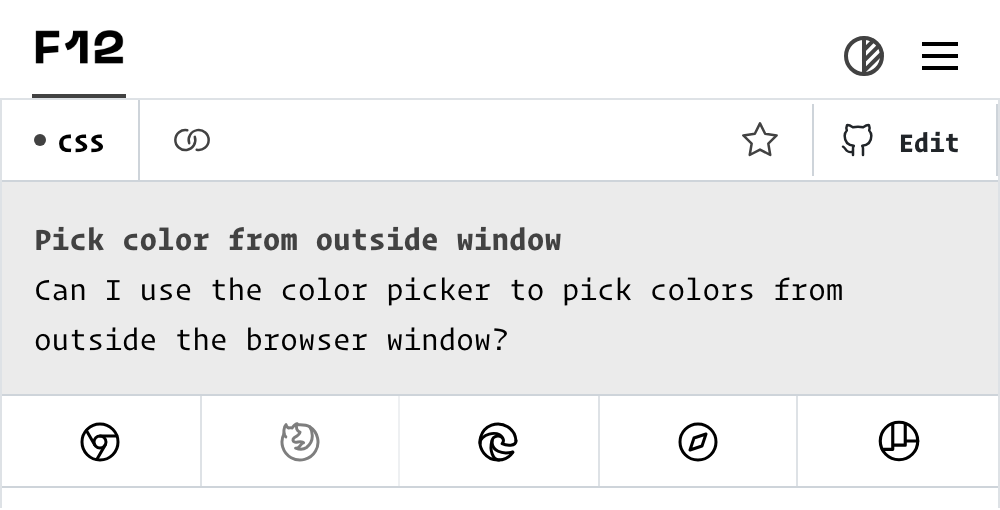 F12
CSS
Edit
Pick color from outside window
Can I use the color picker to pick colors from
outside the browser window?